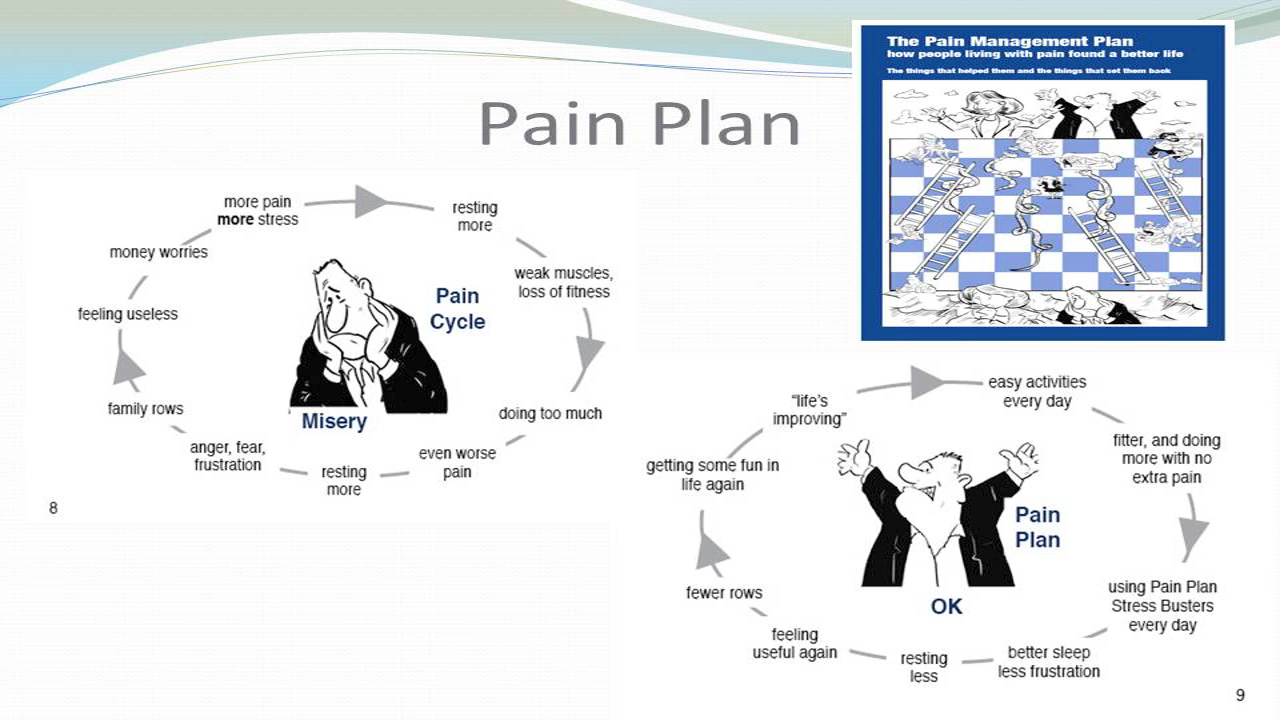 The Pain Management Plan
how people living with pain found a better life
The things that helped them and the things that set them back
Pain Plan
more pain
more stress
resting
more
weak muscles,
loss of fitness
doing too much
even worse
pain
resting
more
anger, fear,
frustration
family rows
feeling useless
money worries
Pain
Cycle
Misery
8
easy activities
every day
fitter, and doing
more with no
extra pain
using Pain Plan
Stress Busters
every day
better sleep
less frustration
resting
less
feeling
useful again
fewer rows
getting some fun in
life again
“life’s
improving”
Pain
Plan
OK
9